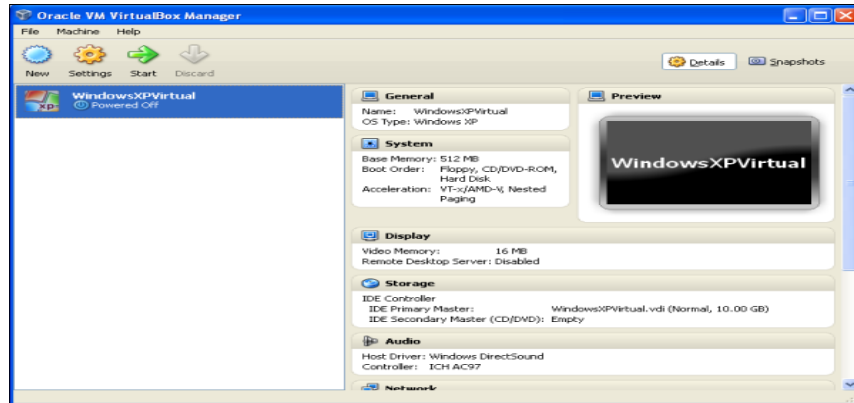 Oracle VM VirtualBox Manager
File Machine Help
New Settings Start Discard
Details Snapshots
xp
WindowsXPVirtual
Powered Off
General
Name: WindowsXPVirtual
OS Type: Windows XP
System
Base Memory: 512 MB
Boot Order: Floppy, CD/DVD-ROM,
Hard Disk
Acceleration: VT-x/AMD-V, Nested
Paging
Preview
WindowsXPVirtual
Display
Video Memory: 16 MB
Remote Desktop Server: Disabled
Storage
IDE Controller
IDE Primary Master: WindowsXPVirtual.vdi (Normal, 10.00 GB)
IDE Secondary Master (CD/DVD): Empty
Audio
Host Driver: Windows DirectSound
Controller: ICH AC97
Network